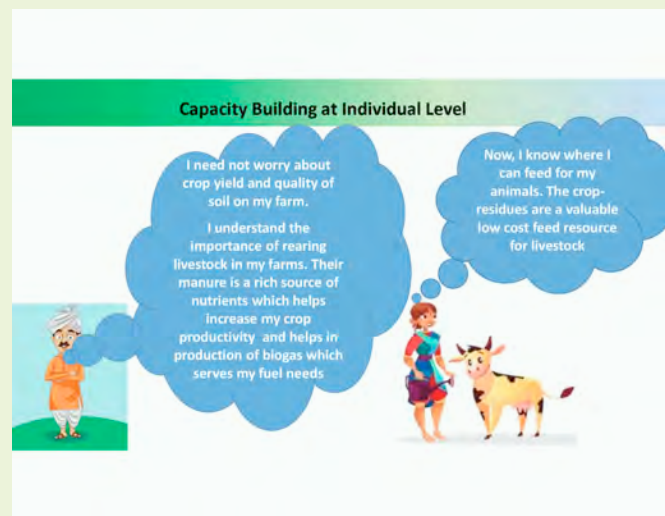 Capacity Building at Individual Level
I need not worry about
crop yield and quality of
soil on my farm.
I understand the
importance of rearing
livestock in my farms. Their
manure is a rich source of
nutrients which helps
increase my crop
productivity and helps in
production of biogas which
serves my fuel needs
Now, I know where I
can feed for my
animals. The crop-
residues are a valuable
low cost feed resource
for livestock